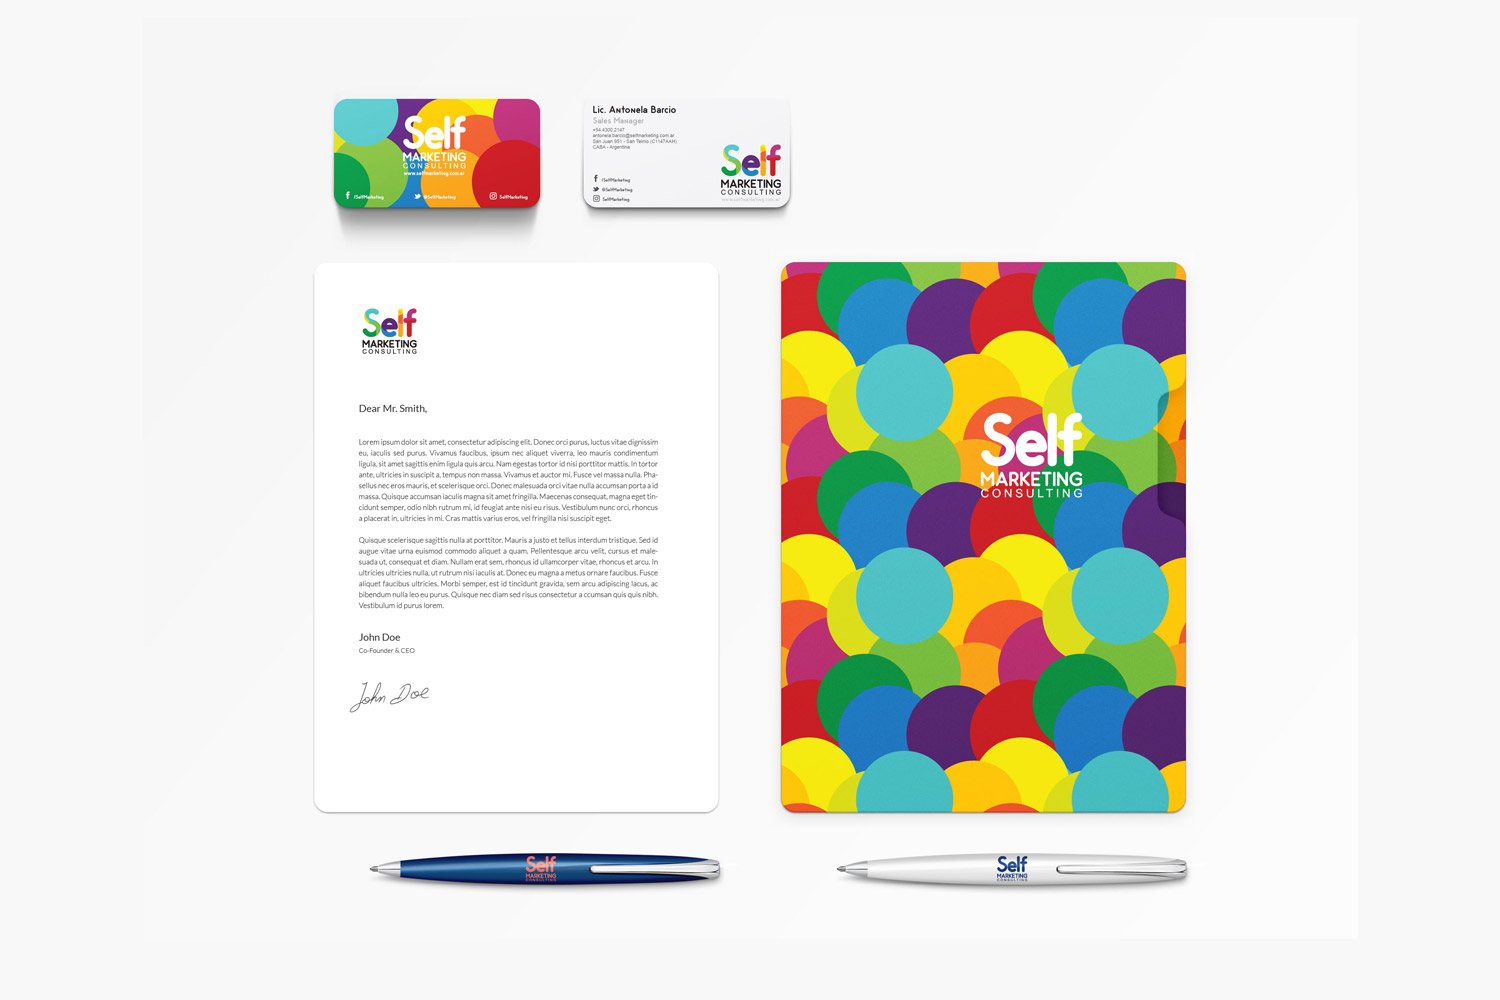 Self
MARKETING
CONSULTING
www.selfmarketing.com.ar
/SelfMarketing
@SelfMarketing
SelfMarketing
Lic. Antonela Barcio
Sales Manager
+54.4300.2147
antonela.barcio@selfmarketing.com.ar
San Juan 951 - San Telmo (C1147AAH)
CABA - Argentina
/SelfMarketing
@SelfMarketing
SelfMarketing
Self
MARKETING
CONSULTING
www.selfmarketing.com.ar
Self
MARKETING
CONSULTING
Dear Mr. Smith,
Lorem ipsum dolor sit amet, consectetur adipiscing elit. Donec orci purus, luctus vitae dignissim
eu, iaculis sed purus. Vivamus faucibus, ipsum nec aliquet viverra, leo mauris condimentum
ligula, sit amet sagittis enim ligula quis arcu. Nam egestas tortor id nisi porttitor mattis. In tortor
ante, ultricies in suscipit a, tempus non massa. Vivamus et auctor mi. Fusce vel massa nulla. Pha-
sellus nec eros mauris, et scelerisque orci. Donec malesuada orci vitae nulla accumsan porta a id
massa. Quisque accumsan iaculis magna sit amet fringilla. Maecenas consequat, magna eget tin-
cidunt semper, odio nibh rutrum mi, id feugiat ante nisi eu risus. Vestibulum nunc orci, rhoncus
a placerat in, ultricies in mi. Cras mattis varius eros, vel fringilla nisi suscipit eget.
Quisque scelerisque sagittis nulla at porttitor. Mauris a justo et tellus interdum tristique. Sed id
augue vitae urna euismod commodo aliquet a quam. Pellentesque arcu velit, cursus et male-
suada ut, consequat et diam. Nullam erat sem, rhoncus id ullamcorper vitae, rhoncus et arcu. In
ultricies ultricies nulla, ut rutrum nisi iaculis at. Donec eu magna a metus ornare faucibus. Fusce
aliquet faucibus ultricies. Morbi semper, est id tincidunt gravida, sem arcu adipiscing lacus, ac
bibendum nulla leo eu purus. Quisque nec diam sed risus consectetur a ccumsan quis quis nibh.
Vestibulum id purus lorem.
John Doe
Co-Founder & CEO
John Doe
Self
MARKETING
CONSULTING
Self
MARKETING
CONSULTING
Self
MARKETING
CONSULTING